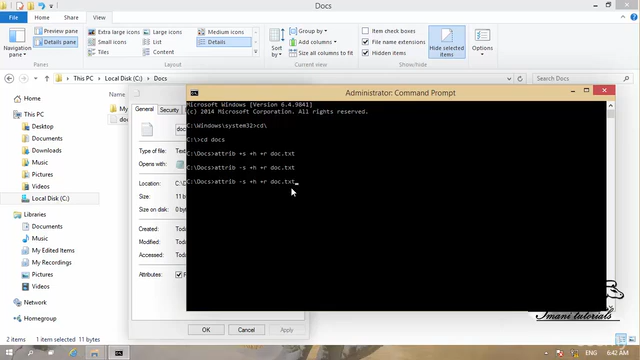 Docs
File Home Share View
Navigation pane
Preview pane
Details pane
Extra large icons
Large icons
Medium icons
Small icons
List
Details
Tiles
Sort by
Group by
Add columns
Size all columns to fit
Item check boxes
File name extensions
Hidden items
Hide selected items
Options
This PC Local Disk (C:) Docs
Search Docs
Home
This PC
Desktop
Documents
Downloads
Music
Pictures
Videos
Local Disk (C:)
Libraries
Documents
Music
My Edited Items
My Recordings
Pictures
Videos
Network
Homegroup
General Security
Type of file:
Description:
Opens with:
Location:
Size:
Size on disk:
Created:
Modified:
Accessed:
Attributes:
OK Cancel Apply
Administrator: Command Prompt
Microsoft Windows [Version 6.4.9841]
(c) 2014 Microsoft Corporation. All rights reserved.
C:\Windows\system32>cd\
C:\>cd docs
C:\Docs>attrib +s +h +r doc.txt
C:\Docs>attrib -s +h +r doc.txt
C:\Docs>attrib -s +h +r doc.txt
Imani tutorials
2 items 1 item selected 11 bytes
ENG 6:42 AM